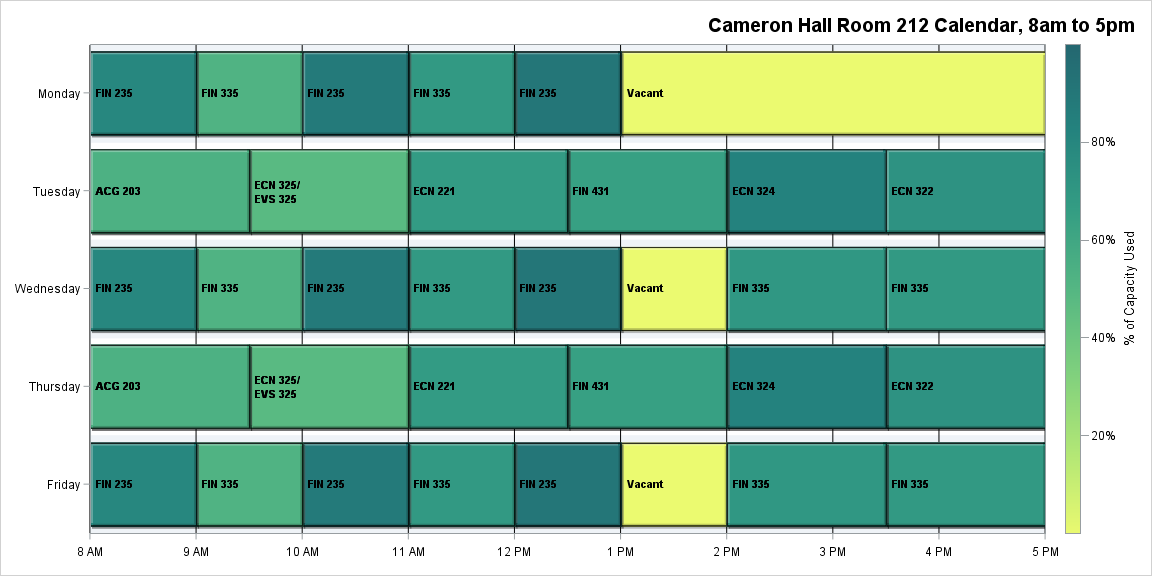 Cameron Hall Room 212 Calendar, 8am to 5pm
Monday
FIN 235
FIN 335
FIN 235
FIN 335
FIN 235
Vacant
Tuesday
ACG 203
ECN 325/
EVS 325
ECN 221
FIN 431
ECN 324
ECN 322
Wednesday
FIN 235
FIN 335
FIN 235
FIN 335
FIN 235
Vacant
FIN 335
FIN 335
Thursday
ACG 203
ECN 325/
EVS 325
ECN 221
FIN 431
ECN 324
ECN 322
Friday
FIN 235
FIN 335
FIN 235
FIN 335
FIN 235
Vacant
FIN 335
FIN 335
8 AM
9 AM
10 AM
11 AM
12 PM
1 PM
2 PM
3 PM
4 PM
5 PM
80%
60%
40%
20%
% of Capacity Used